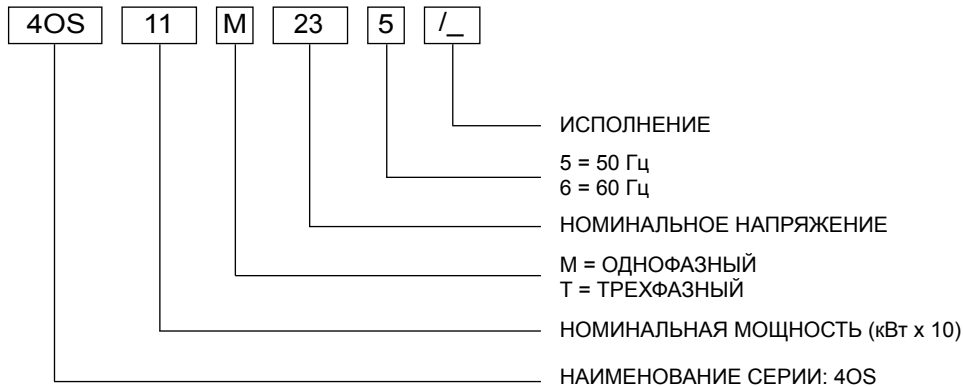 4OS 11 M 23 5 /_
ИСПОЛНЕНИЕ
5 = 50 Гц
6 = 60 Гц
НОМИНАЛЬНОЕ НАПРЯЖЕНИЕ
М = ОДНОФАЗНЫЙ
Т = ТРЕХФАЗНЫЙ
НОМИНАЛЬНАЯ МОЩНОСТЬ (кВт x 10)
НАИМЕНОВАНИЕ СЕРИИ: 4OS